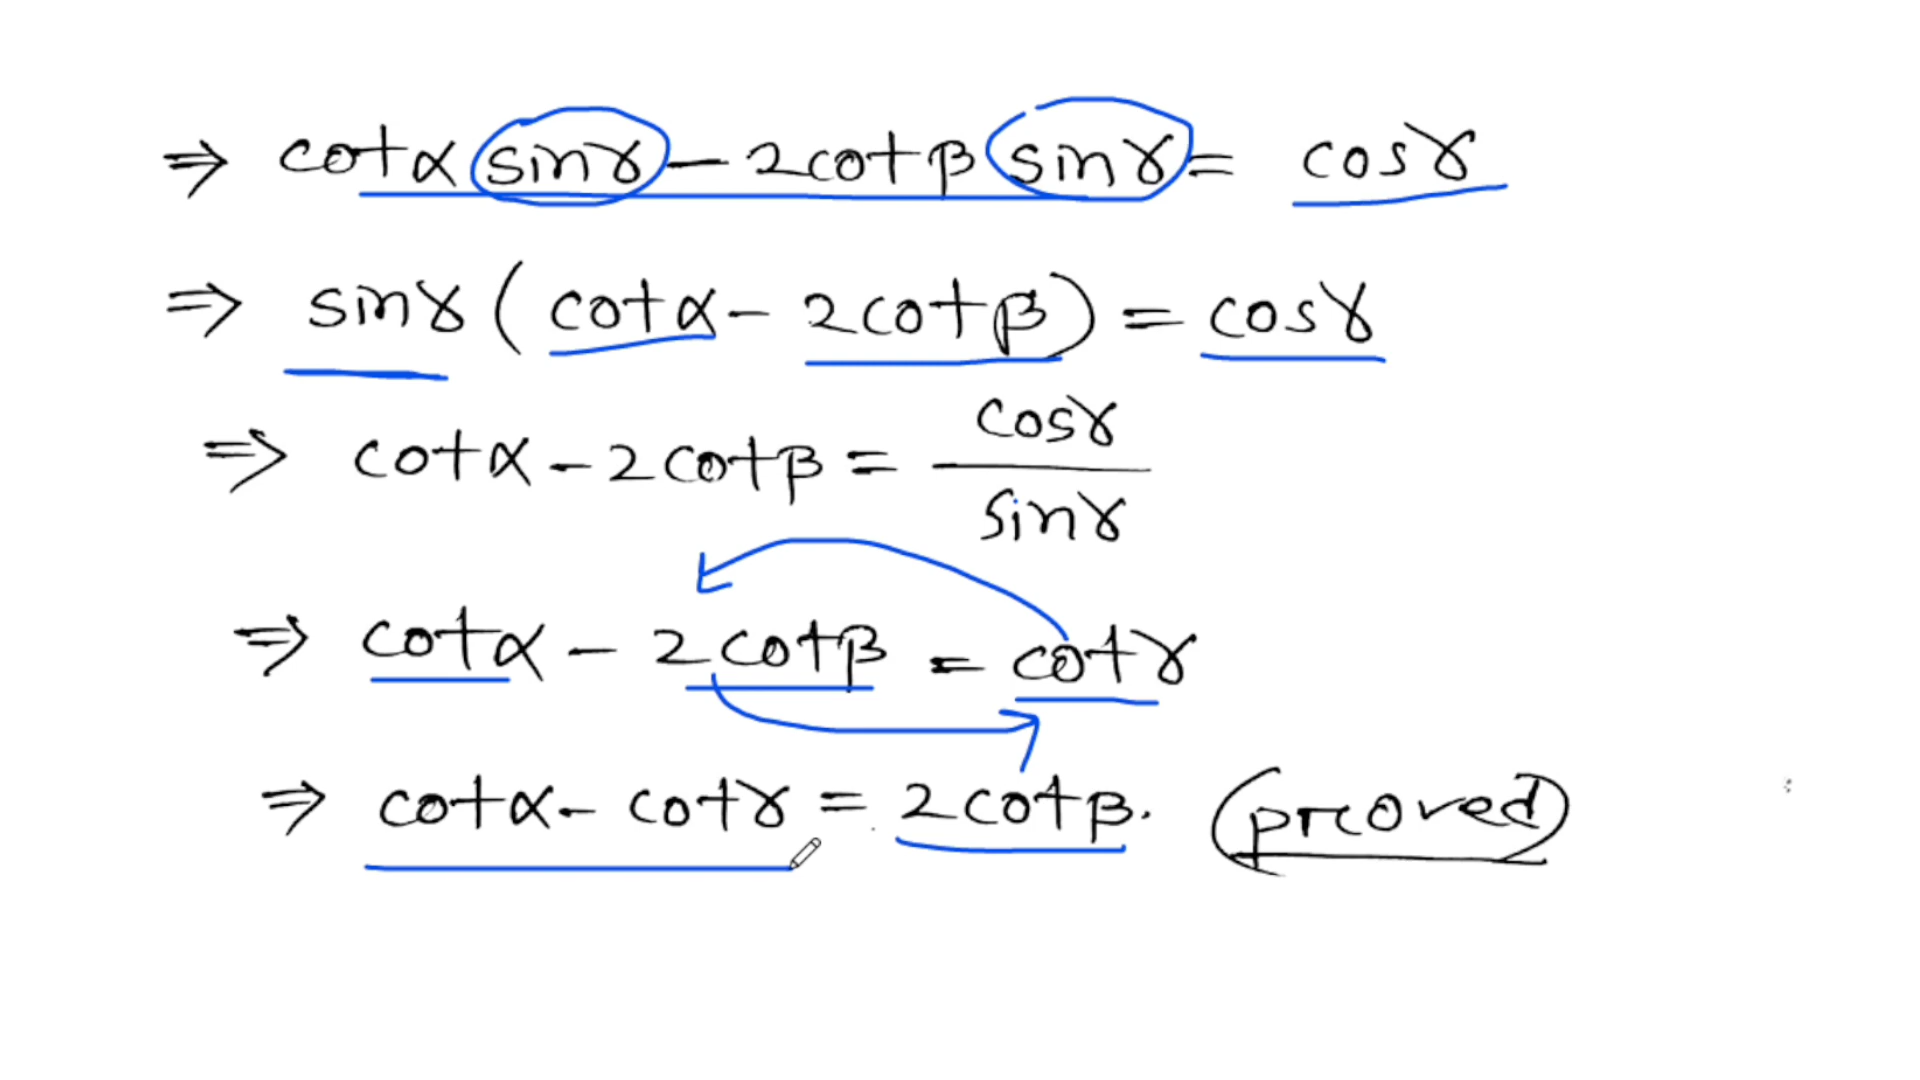 ⇒ cotα sinγ - 2cotβ sinγ = cosγ
⇒ sinγ (cotα - 2cotβ) = cosγ
⇒ cotα - 2cotβ = cosγ / sinγ
⇒ cotα - 2cotβ = cotγ
⇒ cotα - cotγ = 2cotβ. (proved)